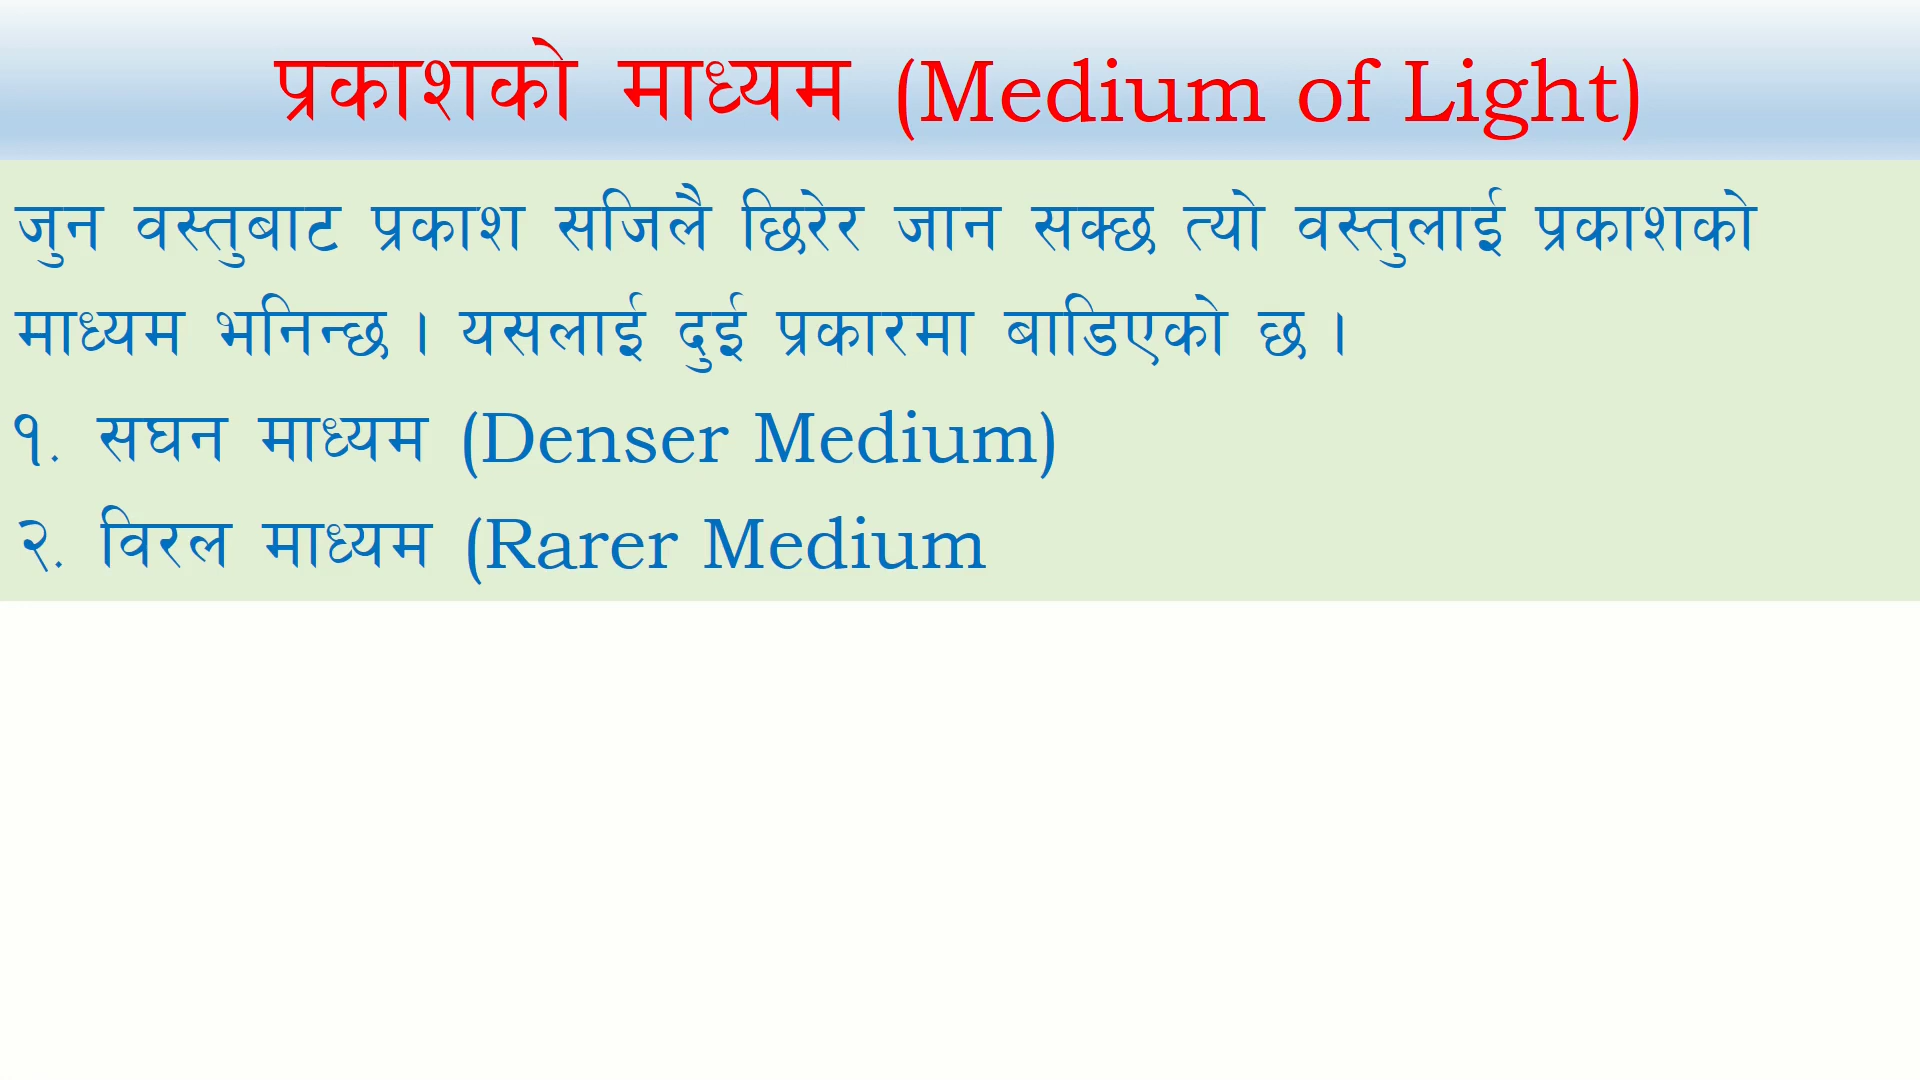 प्रकाशको माध्यम (Medium of Light)
जुन वस्तुबाट प्रकाश सजिलै छिरेर जान सक्छ त्यो वस्तुलाई प्रकाशको
माध्यम भनिन्छ । यसलाई दुई प्रकारमा बाडिएको छ ।
१. सघन माध्यम (Denser Medium)
२. विरल माध्यम (Rarer Medium